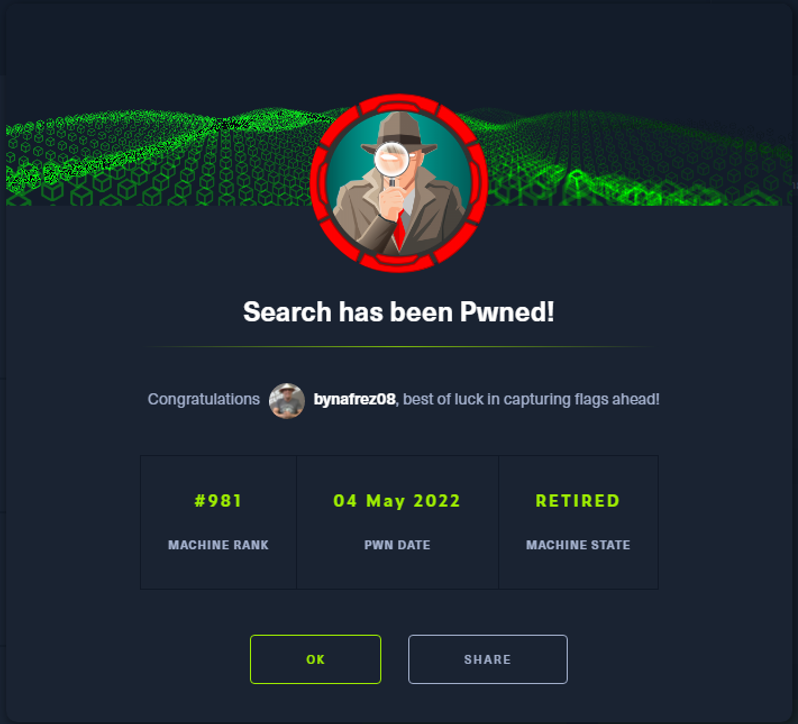 Search has been Pwned!
Congratulations bynafrez08, best of luck in capturing flags ahead!
#981 04 May 2022 RETIRED
MACHINE RANK PWN DATE MACHINE STATE
OK SHARE